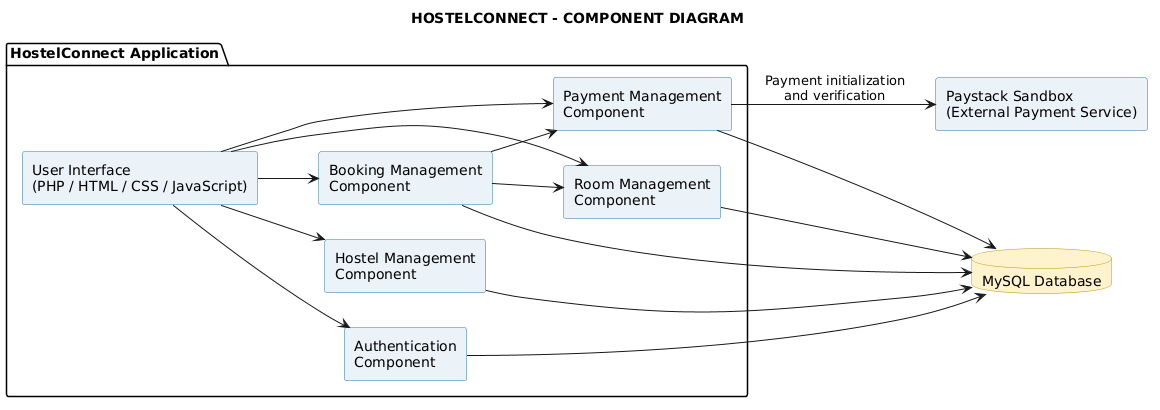 HOSTELCONNECT - COMPONENT DIAGRAM
HostelConnect Application
Payment Management
Component
Payment initialization
and verification
Paystack Sandbox
(External Payment Service)
User Interface
(PHP / HTML / CSS / JavaScript)
Booking Management
Component
Room Management
Component
Hostel Management
Component
MySQL Database
Authentication
Component